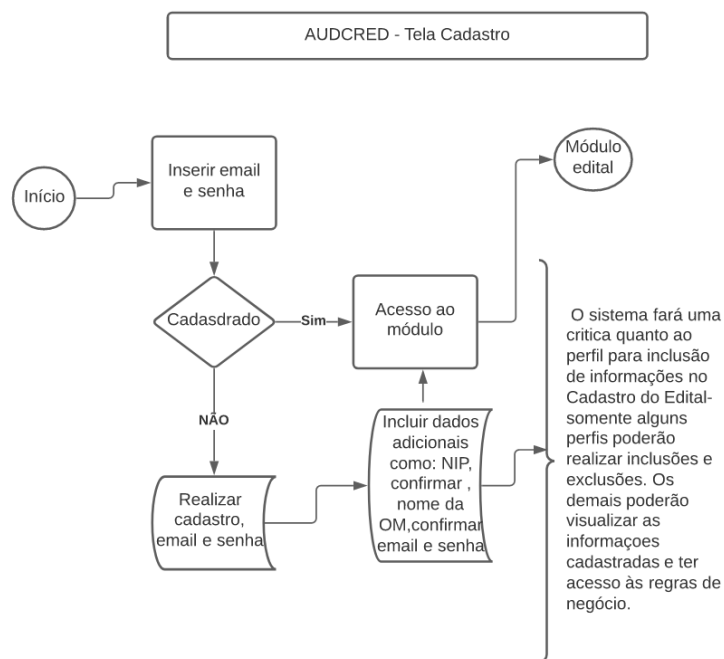 AUDCRED - Tela Cadastro
Início
Inserir email
e senha
Módulo
edital
Cadasdrado
Sim
Acesso ao
módulo
NÃO
Realizar
cadastro,
email e senha
Incluir dados
adicionais
como: NIP,
confirmar ,
nome da
OM,confirmar
email e senha
O sistema fará uma
critica quanto ao
perfil para inclusão
de informações no
Cadastro do Edital-
somente alguns
perfis poderão
realizar inclusões e
exclusões. Os
demais poderão
visualizar as
informaçoes
cadastradas e ter
acesso às regras de
negócio.